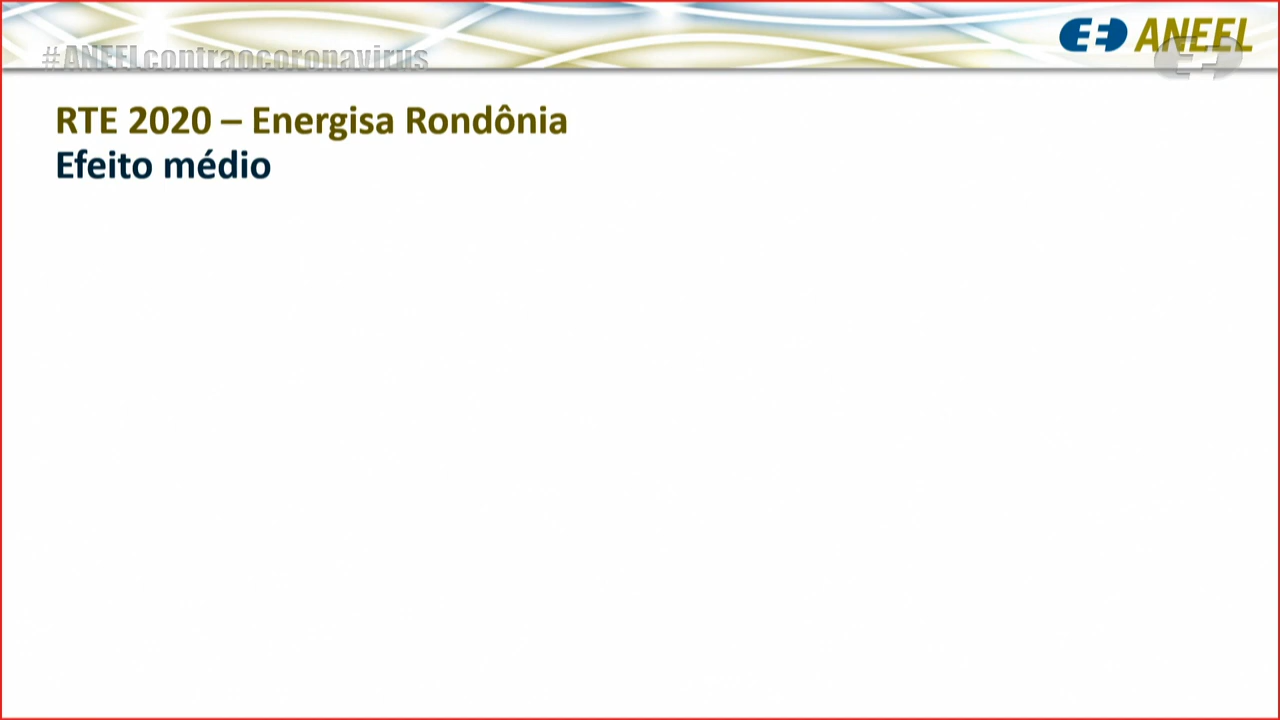 #ANEELcontraocoronavirus
ANEEL
RTE 2020 – Energisa Rondônia
Efeito médio